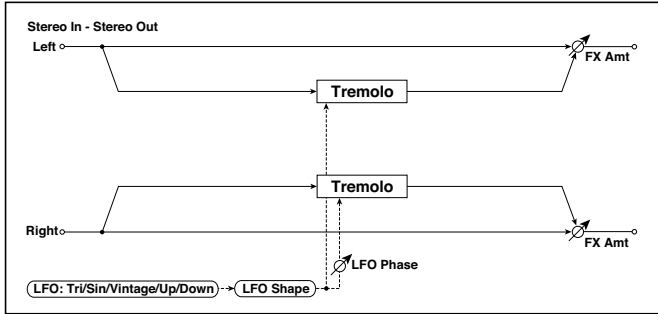 Stereo In - Stereo Out
Left
FX Amt
Tremolo
Tremolo
Right
FX Amt
LFO Phase
LFO: Tri/Sin/Vintage/Up/Down
LFO Shape